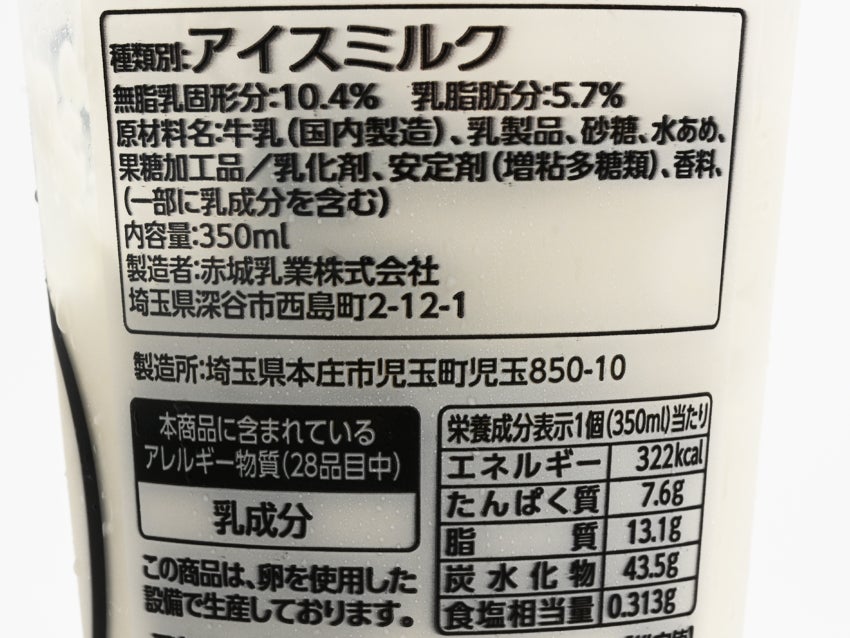 種類別:アイスミルク
無脂乳固形分:10.4% 乳脂肪分:5.7%
原材料名:牛乳(国内製造)、乳製品、砂糖、水あめ、
果糖加工品/乳化剤、安定剤(増粘多糖類)、香料、
(一部に乳成分を含む)
内容量:350ml
製造者:赤城乳業株式会社
埼玉県深谷市西島町2-12-1
製造所:埼玉県本庄市児玉町児玉850-10
本商品に含まれている
アレルギー物質(28品目中)
乳成分
この商品は、卵を使用した
設備で生産しております。
栄養成分表示1個(350ml)当たり
エネルギー 322kcal
たんぱく質 7.6g
脂質 13.1g
炭水化物 43.5g
食塩相当量 0.313g